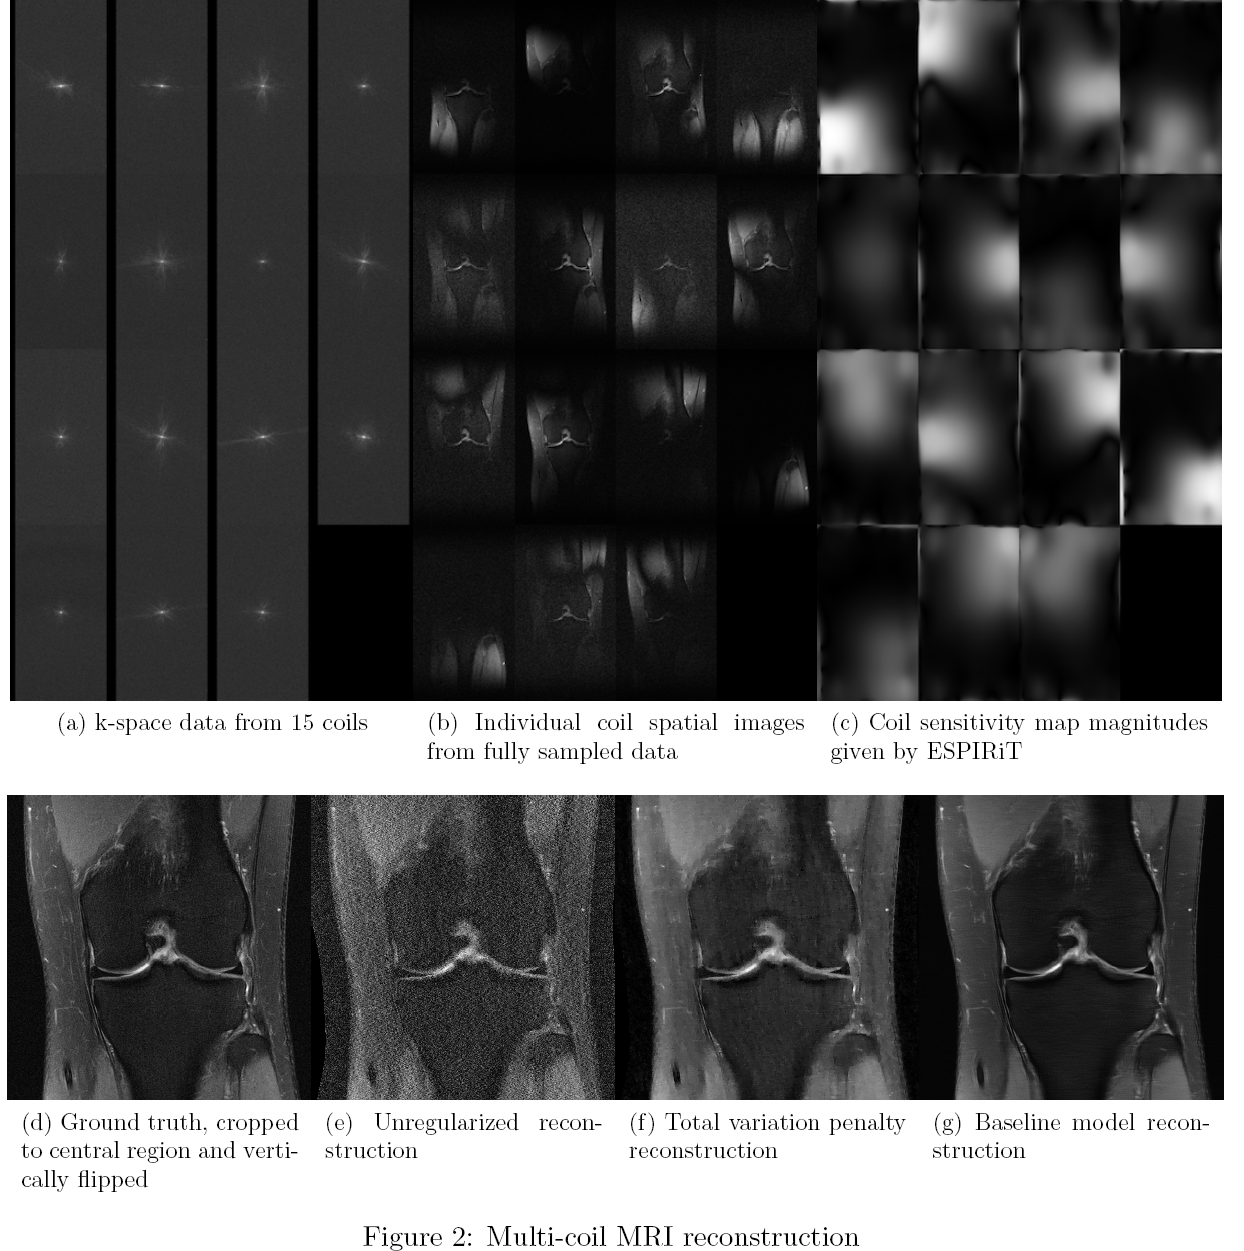 (a) k-space data from 15 coils
(b) Individual coil spatial images
from fully sampled data
(c) Coil sensitivity map magnitudes
given by ESPIRiT
(d) Ground truth, cropped
to central region and verti-
cally flipped
(e) Unregularized recon-
struction
(f) Total variation penalty
reconstruction
(g) Baseline model recon-
struction
Figure 2: Multi-coil MRI reconstruction